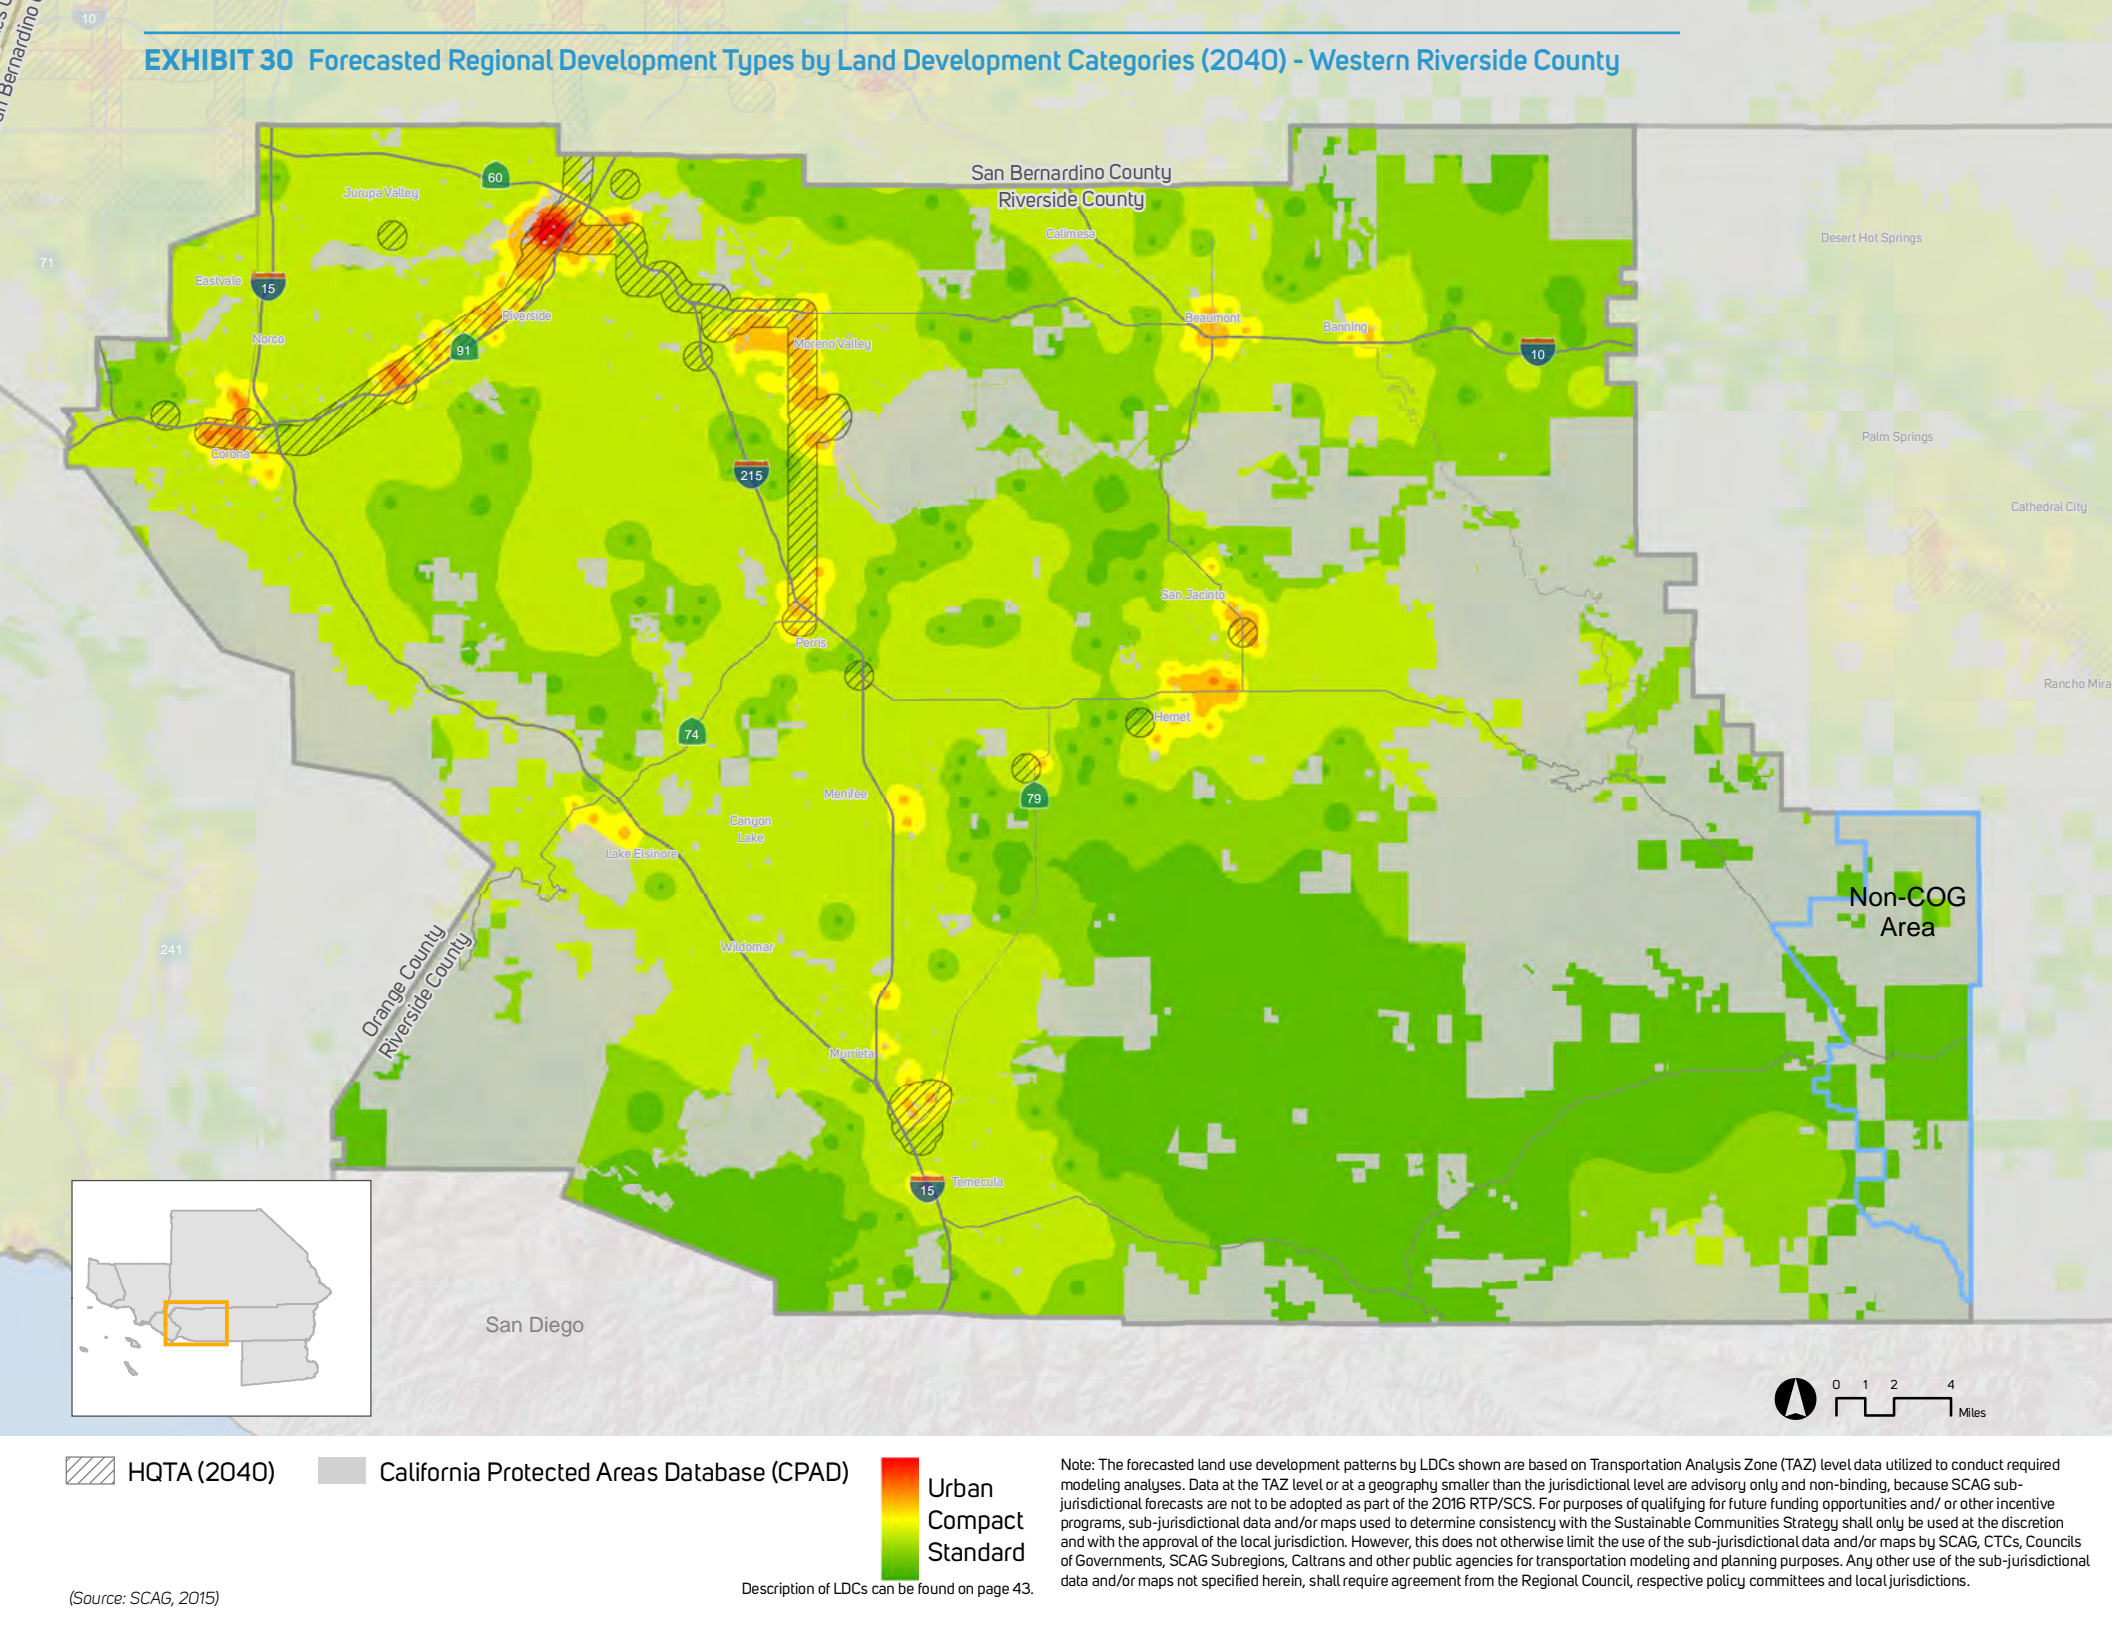 10
San Bernardino
EXHIBIT 30 Forecasted Regional Development Types by Land Development Categories (2040) - Western Riverside County
San Bernardino County
Riverside County
60
Jurupa Valley
Calimesa
Desert Hot Springs
71
Eastvale
15
Riverside
Norco
91
Moreno Valley
Beaumont
Banning
10
Corona
215
Palm Springs
Cathedral City
San Jacinto
Perris
Rancho Mira
Hemet
74
79
Menifee
Canyon
Lake
Lake Elsinore
Non-COG
Area
241
Wildomar
Orange County
Riverside County
Murrieta
15
Temecula
San Diego
0 1 2 4
Miles
HQTA (2040)
California Protected Areas Database (CPAD)
Urban
Compact
Standard
Description of LDCs can be found on page 43.
Note: The forecasted land use development patterns by LDCs shown are based on Transportation Analysis Zone (TAZ) level data utilized to conduct required
modeling analyses. Data at the TAZ level or at a geography smaller than the jurisdictional level are advisory only and non-binding, because SCAG sub-
jurisdictional forecasts are not to be adopted as part of the 2016 RTP/SCS. For purposes of qualifying for future funding opportunities and/ or other incentive
programs, sub-jurisdictional data and/or maps used to determine consistency with the Sustainable Communities Strategy shall only be used at the discretion
and with the approval of the local jurisdiction. However, this does not otherwise limit the use of the sub-jurisdictional data and/or maps by SCAG, CTCs, Councils
of Governments, SCAG Subregions, Caltrans and other public agencies for transportation modeling and planning purposes. Any other use of the sub-jurisdictional
data and/or maps not specified herein, shall require agreement from the Regional Council, respective policy committees and local jurisdictions.
(Source: SCAG, 2015)